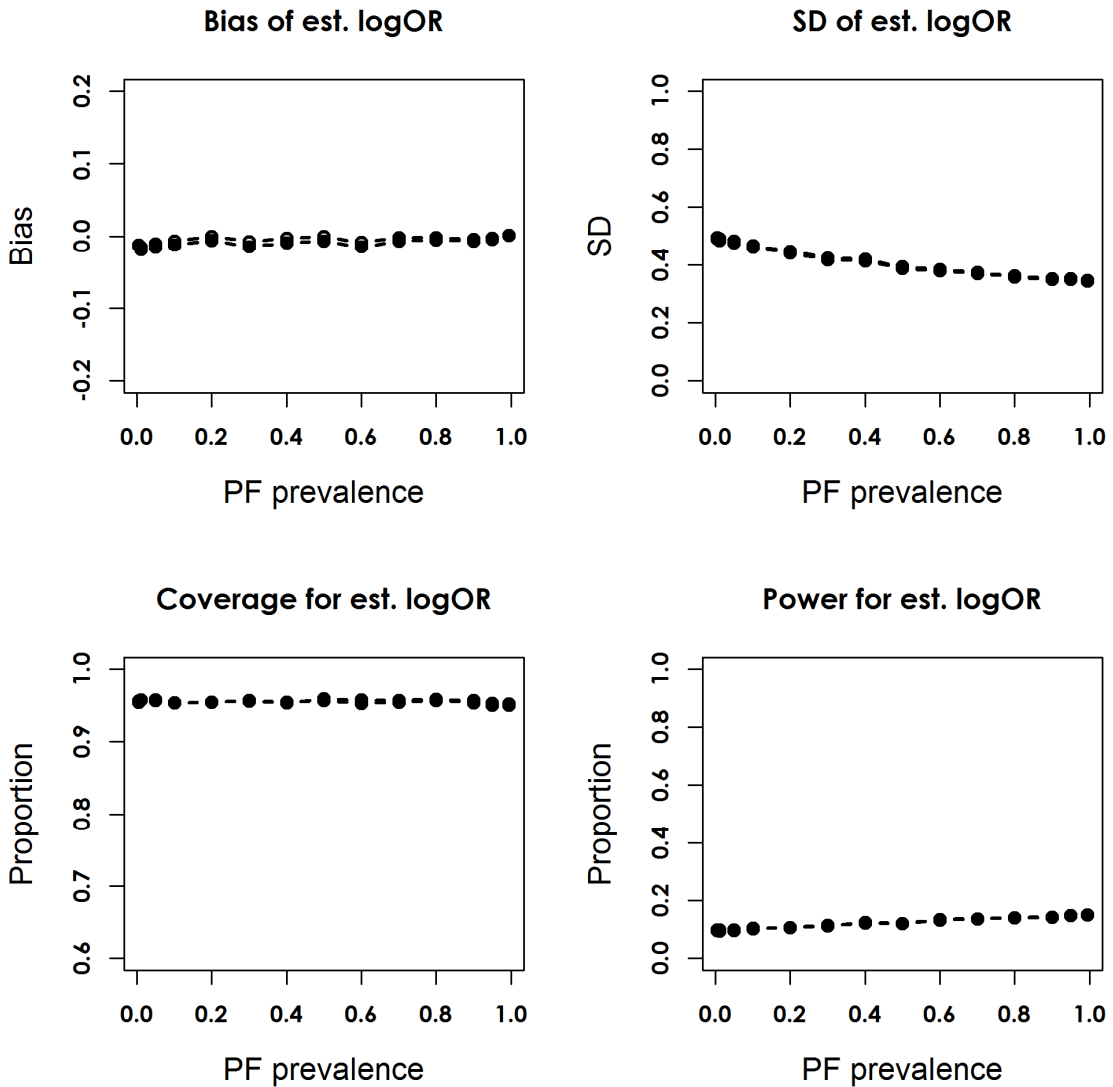 Bias of est. logOR
Bias
0.2
0.1
0.0
-0.1
-0.2
0.0 0.2 0.4 0.6 0.8 1.0
PF prevalence
SD of est. logOR
SD
1.0
0.8
0.6
0.4
0.2
0.0
0.0 0.2 0.4 0.6 0.8 1.0
PF prevalence
Coverage for est. logOR
Proportion
1.0
0.9
0.8
0.7
0.6
0.0 0.2 0.4 0.6 0.8 1.0
PF prevalence
Power for est. logOR
Proportion
1.0
0.8
0.6
0.4
0.2
0.0
0.0 0.2 0.4 0.6 0.8 1.0
PF prevalence